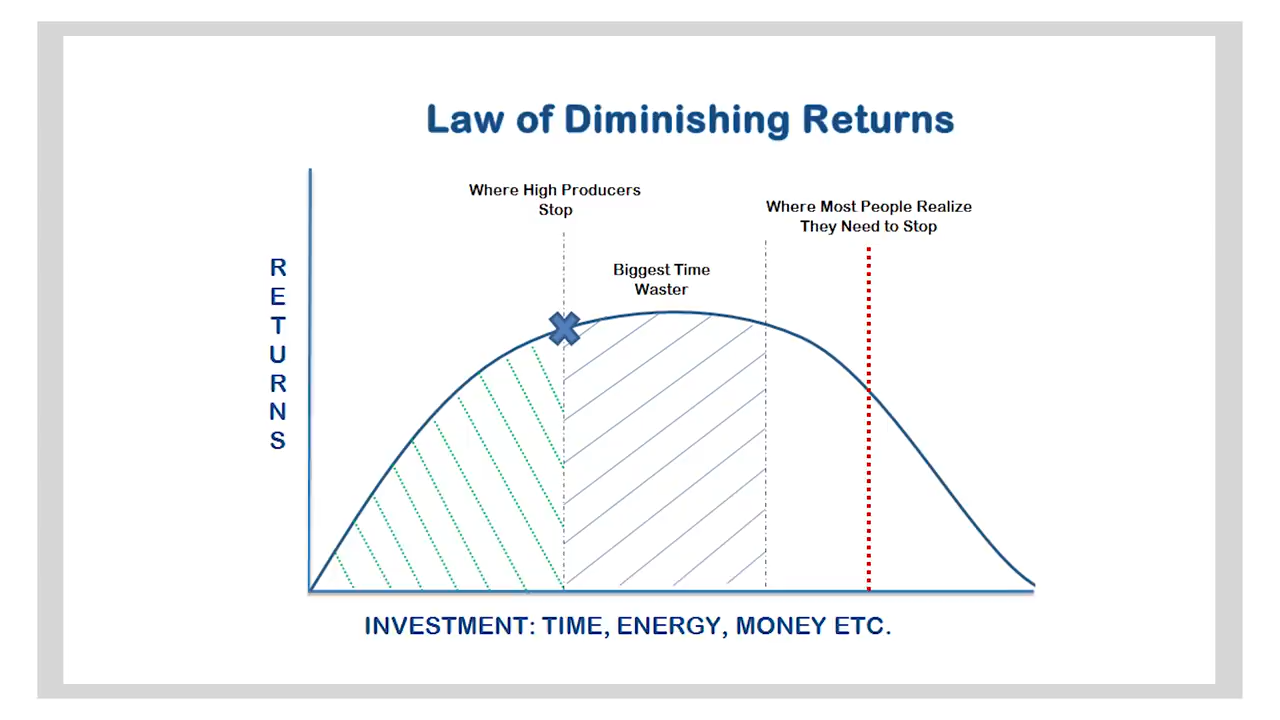 Law of Diminishing Returns
Where High Producers
Stop
Where Most People Realize
They Need to Stop
Biggest Time
Waster
RETURNS
INVESTMENT: TIME, ENERGY, MONEY ETC.